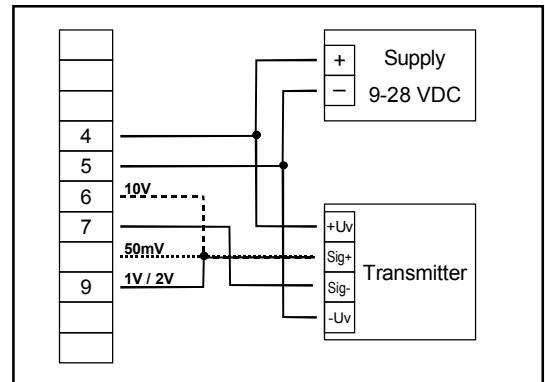 + Supply
− 9-28 VDC
4
5
6 10V
7 +Uv
50mV Sig+
Transmitter
9 1V / 2V Sig-
-Uv